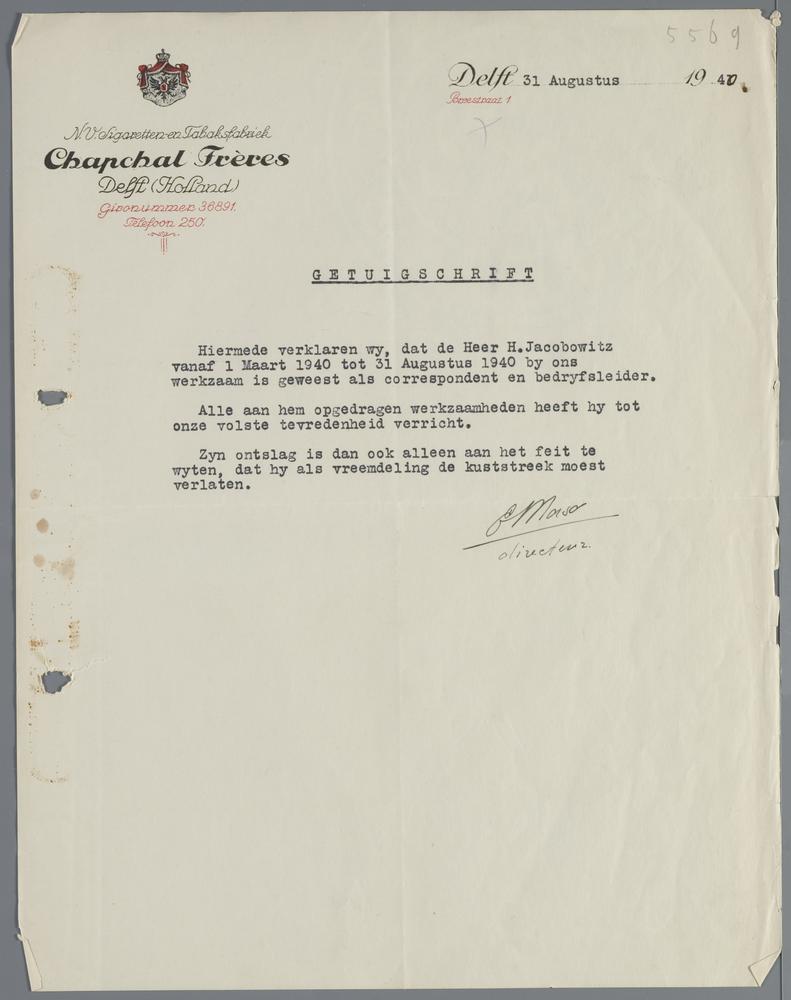 5569
Delft 31 Augustus 19 40.
Breestraat 1
N.V. Sigaretten en Tabaksfabriek
Chapchal Frères
Delft (Holland)
Gironummer 36891.
Telefoon 250.
GETUIGSCHRIFT
Hiermede verklaren wy, dat de Heer H.Jacobowitz
vanaf 1 Maart 1940 tot 31 Augustus 1940 by ons
werkzaam is geweest als correspondent en bedryfsleider.
Alle aan hem opgedragen werkzaamheden heeft hy tot
onze volste tevredenheid verricht.
Zyn ontslag is dan ook alleen aan het feit te
wyten, dat hy als vreemdeling de kuststreek moest
verlaten.
directeur.